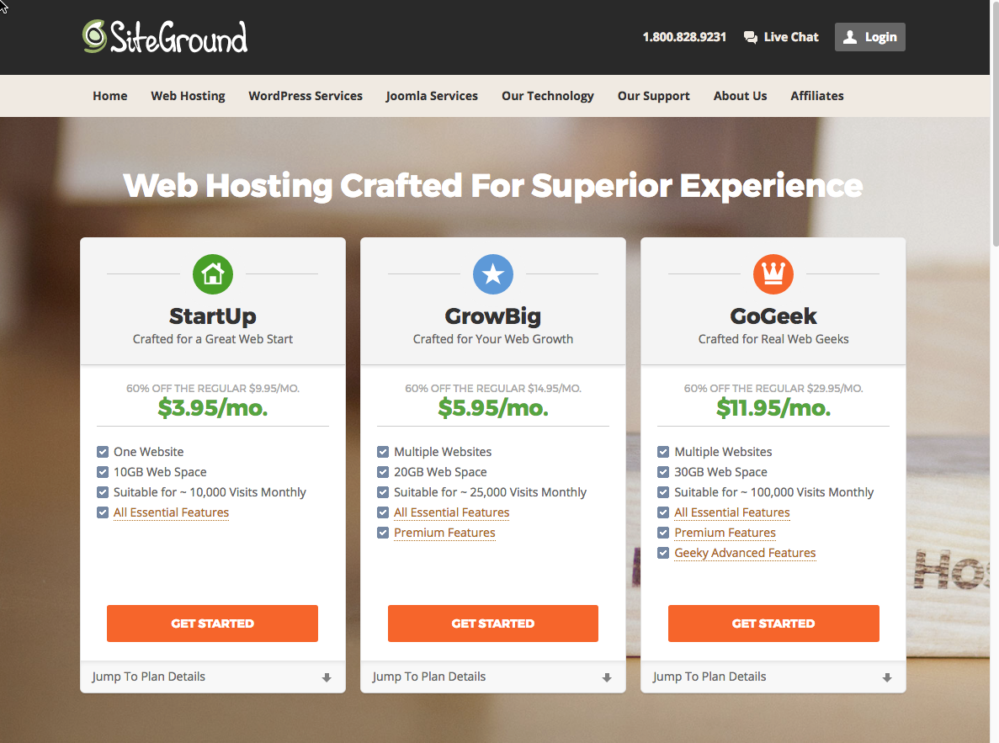 SiteGround
1.800.828.9231 Live Chat Login
Home Web Hosting WordPress Services Joomla Services Our Technology Our Support About Us Affiliates
Web Hosting Crafted For Superior Experience
StartUp
Crafted for a Great Web Start
60% OFF THE REGULAR $9.95/MO.
$3.95/mo.
One Website
10GB Web Space
Suitable for ~ 10,000 Visits Monthly
All Essential Features
GET STARTED
Jump To Plan Details
GrowBig
Crafted for Your Web Growth
60% OFF THE REGULAR $14.95/MO.
$5.95/mo.
Multiple Websites
20GB Web Space
Suitable for ~ 25,000 Visits Monthly
All Essential Features
Premium Features
GET STARTED
Jump To Plan Details
GoGeek
Crafted for Real Web Geeks
60% OFF THE REGULAR $29.95/MO.
$11.95/mo.
Multiple Websites
30GB Web Space
Suitable for ~ 100,000 Visits Monthly
All Essential Features
Premium Features
Geeky Advanced Features
GET STARTED
Jump To Plan Details